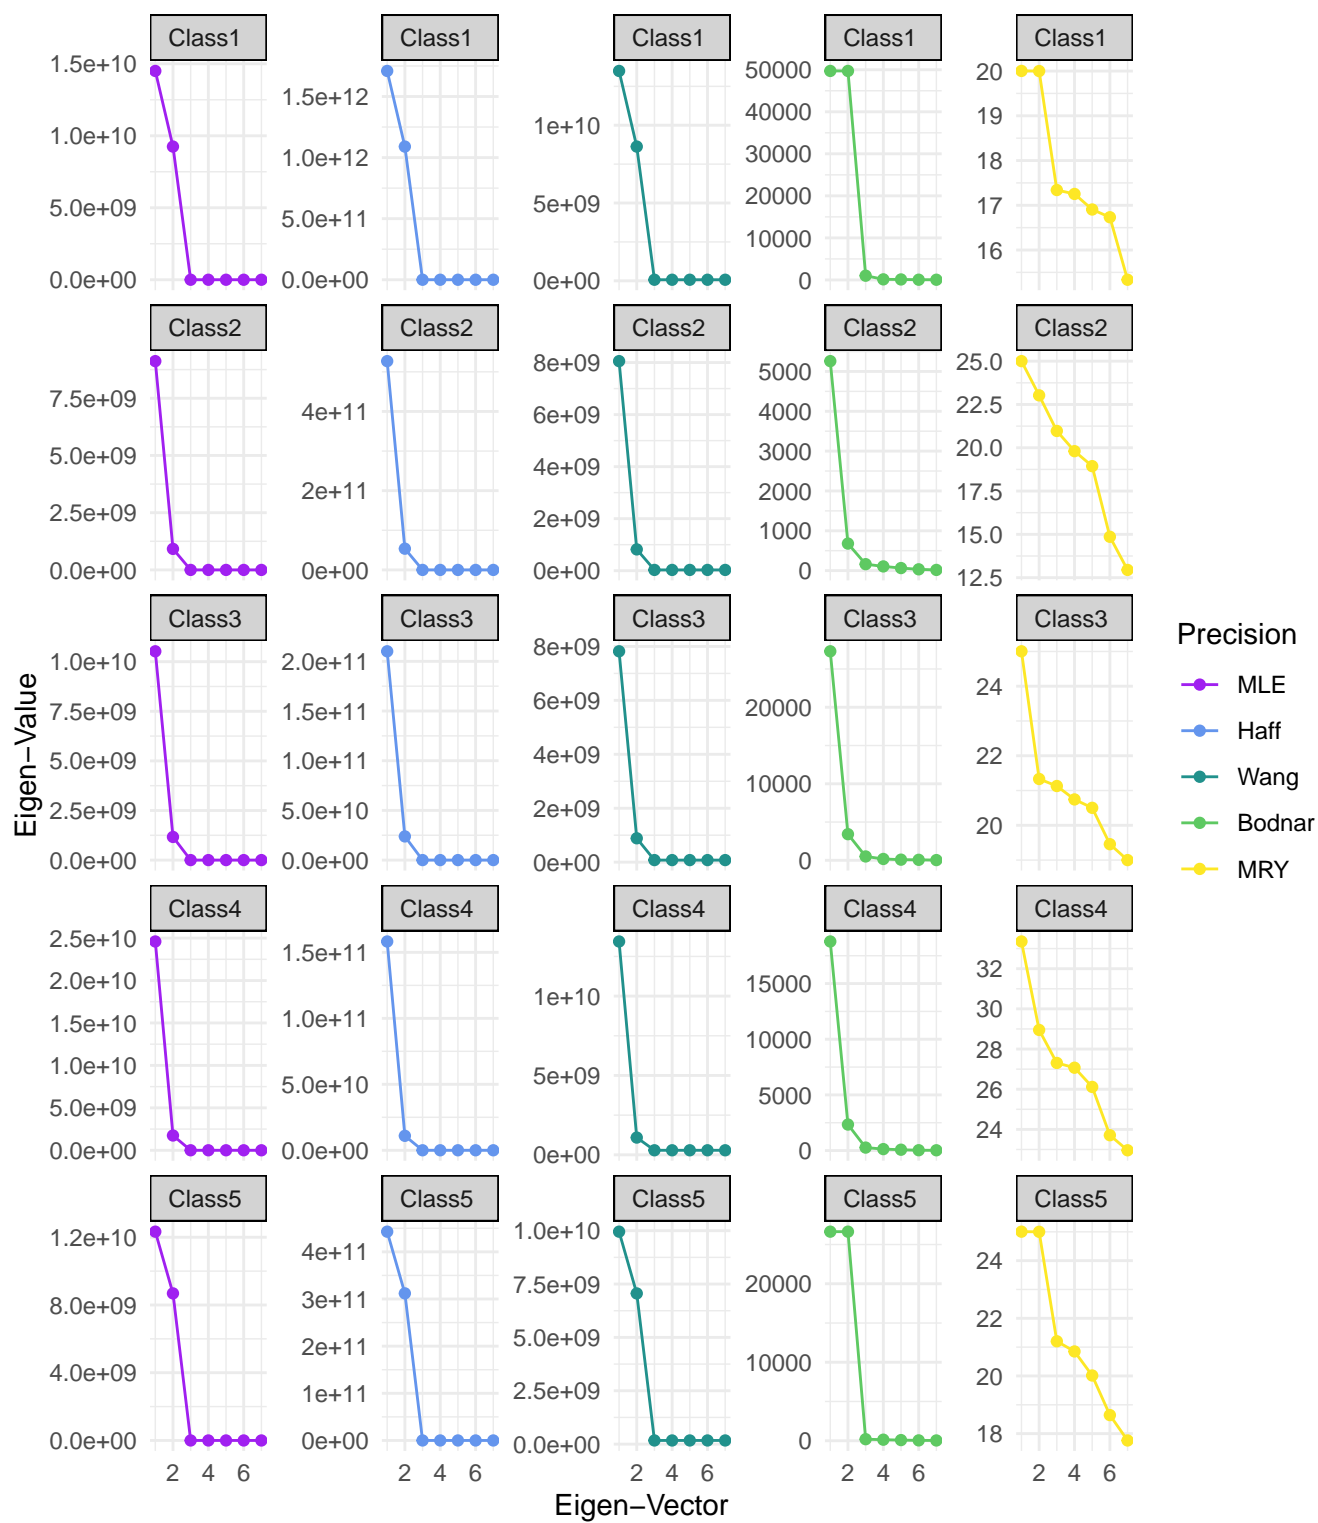 Class1 Class1 Class1 Class1 Class1
1.5e+10 1.0e+10 5.0e+09 0.0e+00
1.5e+12 1.0e+12 5.0e+11 0.0e+00
1e+10 5e+09 0e+00
50000 40000 30000 20000 10000 0
20 19 18 17 16
Class2 Class2 Class2 Class2 Class2
7.5e+09 5.0e+09 2.5e+09 0.0e+00
4e+11 2e+11 0e+00
8e+09 6e+09 4e+09 2e+09 0e+00
5000 4000 3000 2000 1000 0
25.0 22.5 20.0 17.5 15.0 12.5
Class3 Class3 Class3 Class3 Class3
1.0e+10 7.5e+09 5.0e+09 2.5e+09 0.0e+00
2.0e+11 1.5e+11 1.0e+11 5.0e+10 0.0e+00
8e+09 6e+09 4e+09 2e+09 0e+00
20000 10000 0
24 22 20
Class4 Class4 Class4 Class4 Class4
2.5e+10 2.0e+10 1.5e+10 1.0e+10 5.0e+09 0.0e+00
1.5e+11 1.0e+11 5.0e+10 0.0e+00
1e+10 5e+09 0e+00
15000 10000 5000 0
32 30 28 26 24
Class5 Class5 Class5 Class5 Class5
1.2e+10 8.0e+09 4.0e+09 0.0e+00
4e+11 3e+11 2e+11 1e+11 0e+00
1.0e+10 7.5e+09 5.0e+09 2.5e+09 0.0e+00
20000 10000 0
24 22 20 18
2 4 6 2 4 6 2 4 6 2 4 6 2 4 6
Eigen−Vector
Eigen−Value
Precision
MLE
Haff
Wang
Bodnar
MRY